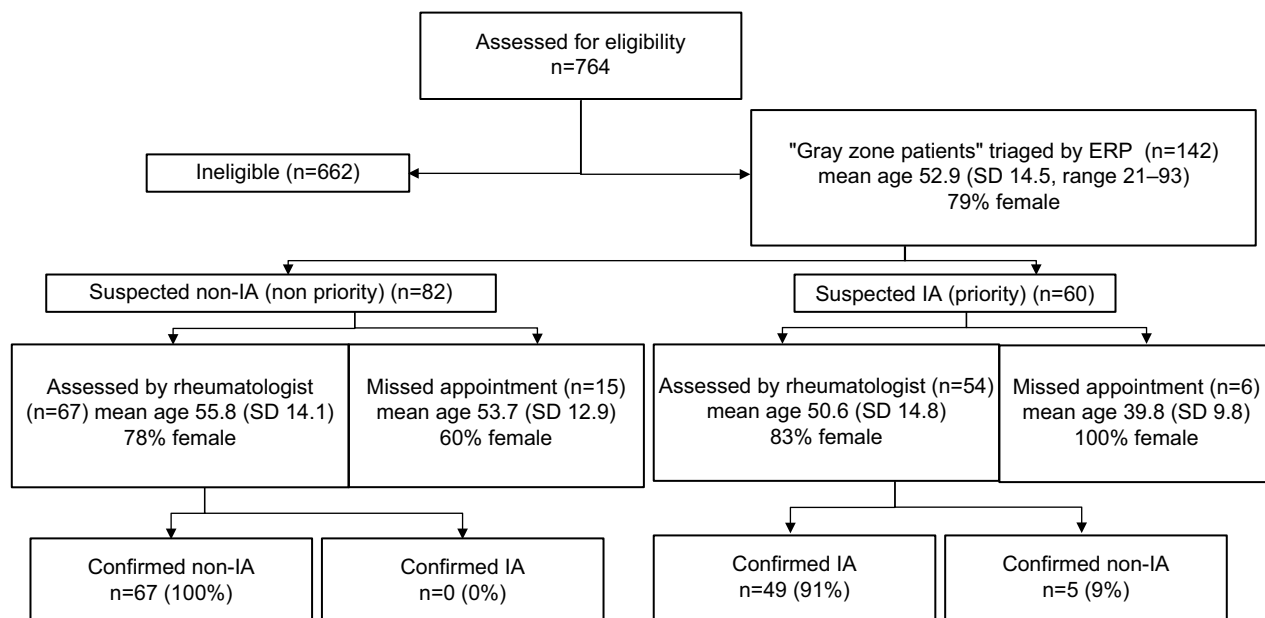 Assessed for eligibility
n=764
Ineligible (n=662)
"Gray zone patients" triaged by ERP (n=142)
mean age 52.9 (SD 14.5, range 21–93)
79% female
Suspected non-IA (non priority) (n=82)
Suspected IA (priority) (n=60)
Assessed by rheumatologist
(n=67) mean age 55.8 (SD 14.1)
78% female
Missed appointment (n=15)
mean age 53.7 (SD 12.9)
60% female
Assessed by rheumatologist (n=54)
mean age 50.6 (SD 14.8)
83% female
Missed appointment (n=6)
mean age 39.8 (SD 9.8)
100% female
Confirmed non-IA
n=67 (100%)
Confirmed IA
n=0 (0%)
Confirmed IA
n=49 (91%)
Confirmed non-IA
n=5 (9%)